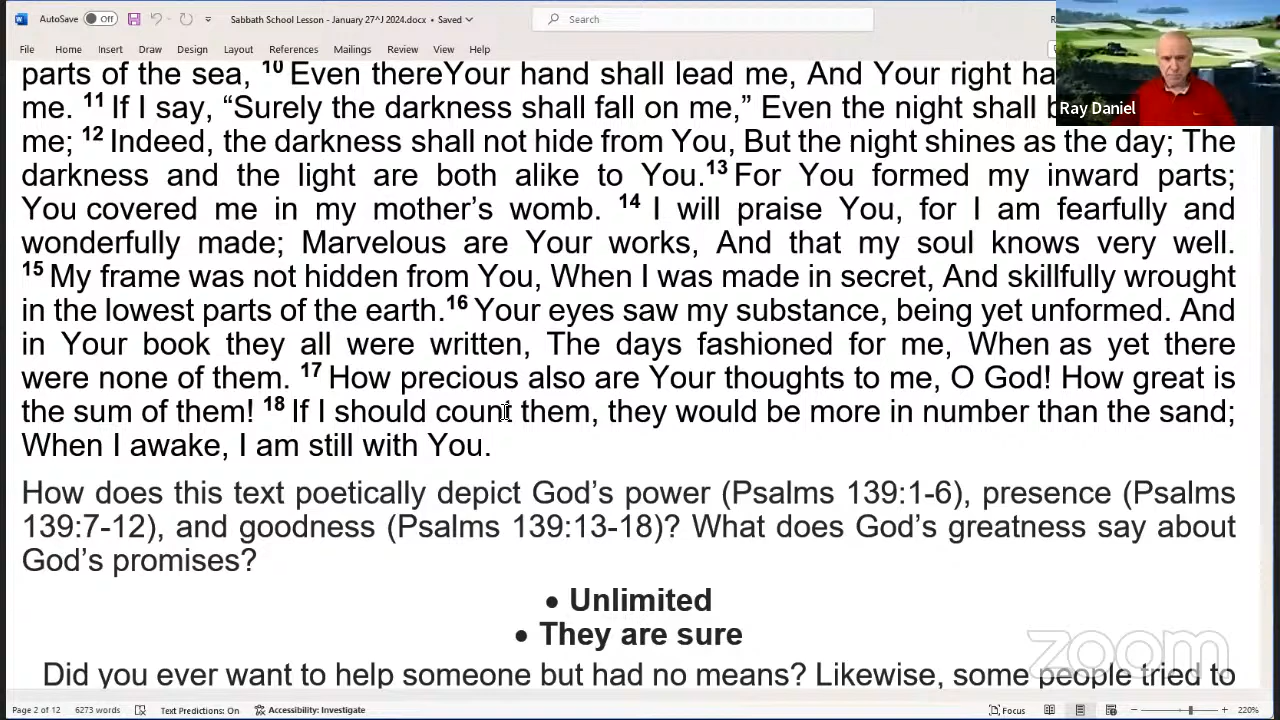 AutoSave Off Sabbath School Lesson - January 27^J 2024.docx • Saved Search
File Home Insert Draw Design Layout References Mailings Review View Help
Ray Daniel
parts of the sea, 10 Even thereYour hand shall lead me, And Your right
me. 11 If I say, “Surely the darkness shall fall on me,” Even the night shall
me; 12 Indeed, the darkness shall not hide from You, But the night shines as the day; The
darkness and the light are both alike to You.13 For You formed my inward parts;
You covered me in my mother’s womb. 14 I will praise You, for I am fearfully and
wonderfully made; Marvelous are Your works, And that my soul knows very well.
15 My frame was not hidden from You, When I was made in secret, And skillfully wrought
in the lowest parts of the earth.16 Your eyes saw my substance, being yet unformed. And
in Your book they all were written, The days fashioned for me, When as yet there
were none of them. 17 How precious also are Your thoughts to me, O God! How great is
the sum of them! 18 If I should count them, they would be more in number than the sand;
When I awake, I am still with You.
How does this text poetically depict God’s power (Psalms 139:1-6), presence (Psalms
139:7-12), and goodness (Psalms 139:13-18)? What does God’s greatness say about
God’s promises?
• Unlimited
• They are sure
zoom
Did you ever want to help someone but had no means? Likewise, some people tried to
Page 2 of 12 6273 words Text Predictions: On Accessibility: Investigate Focus 220%